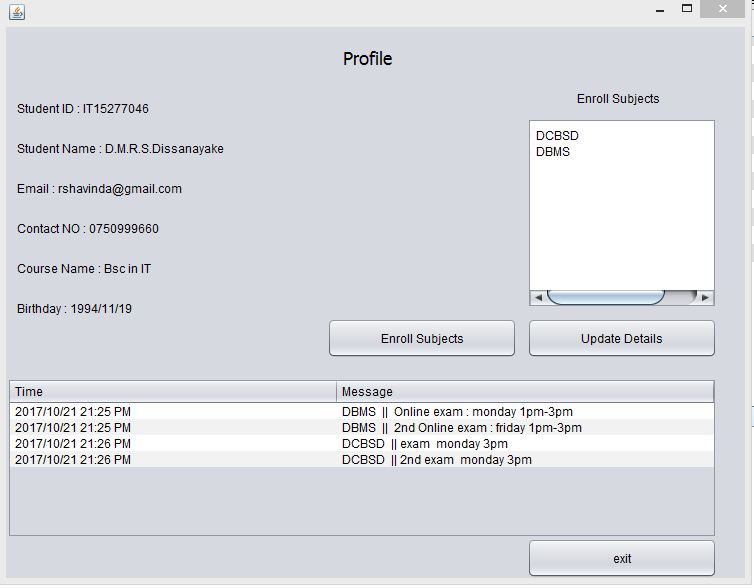 Profile
Student ID : IT15277046
Student Name : D.M.R.S.Dissanayake
Email : rshavinda@gmail.com
Contact NO : 0750999660
Course Name : Bsc in IT
Birthday : 1994/11/19
Enroll Subjects
DCBSD
DBMS
Enroll Subjects
Update Details
Time Message
2017/10/21 21:25 PM DBMS || Online exam : monday 1pm-3pm
2017/10/21 21:25 PM DBMS || 2nd Online exam : friday 1pm-3pm
2017/10/21 21:26 PM DCBSD || exam monday 3pm
2017/10/21 21:26 PM DCBSD || 2nd exam monday 3pm
exit